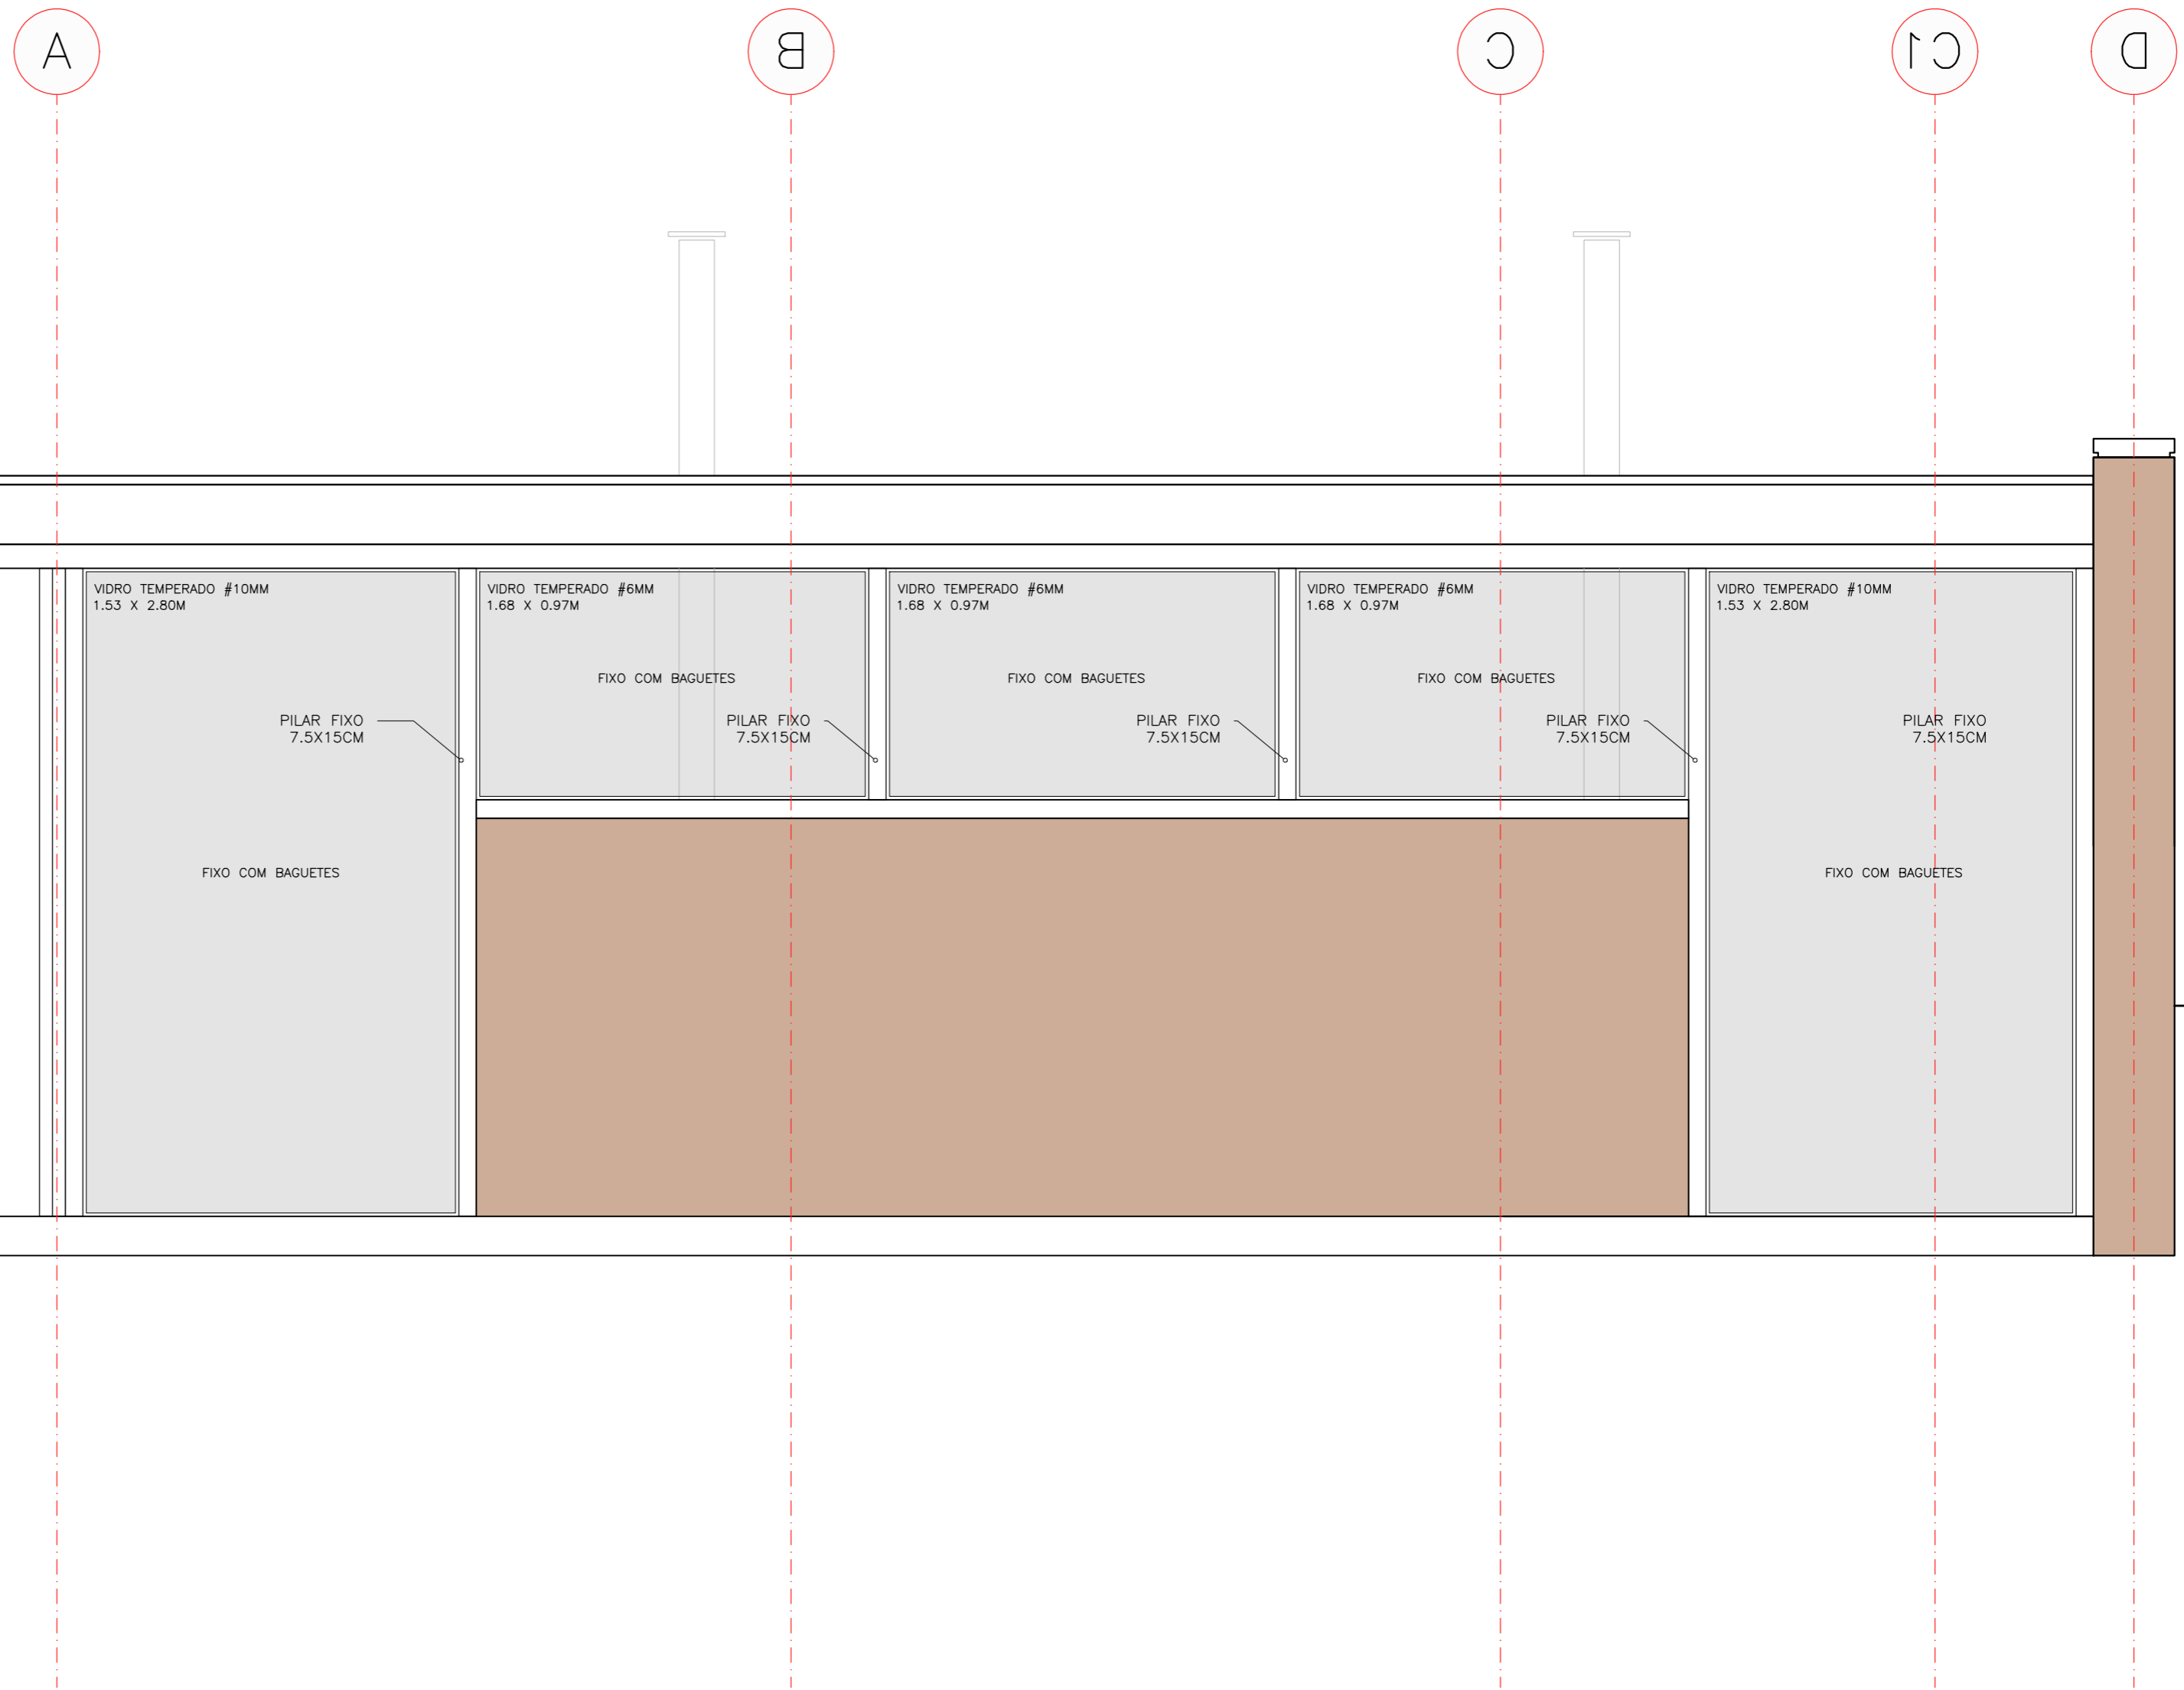 A
B
C
C1
D
VIDRO TEMPERADO #10MM
1.53 X 2.80M
VIDRO TEMPERADO #6MM
1.68 X 0.97M
VIDRO TEMPERADO #6MM
1.68 X 0.97M
VIDRO TEMPERADO #6MM
1.68 X 0.97M
VIDRO TEMPERADO #10MM
1.53 X 2.80M
FIXO COM BAGUETES
FIXO COM BAGUETES
FIXO COM BAGUETES
PILAR FIXO
7.5X15CM
PILAR FIXO
7.5X15CM
PILAR FIXO
7.5X15CM
PILAR FIXO
7.5X15CM
PILAR FIXO
7.5X15CM
FIXO COM BAGUETES
FIXO COM BAGUETES